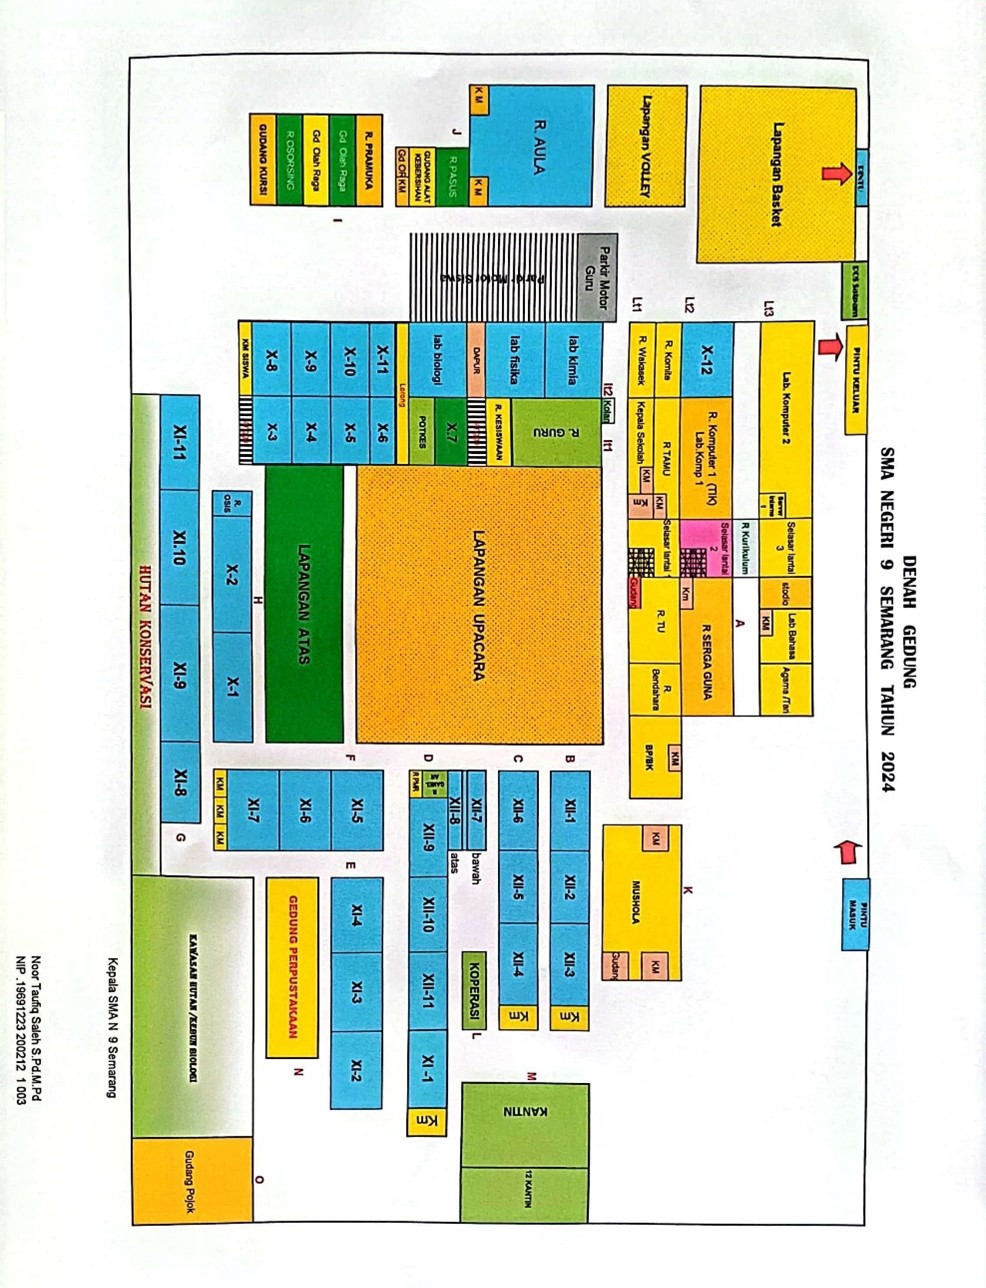 DENAH GEDUNG
SMA NEGERI 9 SEMARANG TAHUN 2024
PINTU
POS Satpam
PINTU KELUAR
PINTU
MASUK
Lapangan Basket
Lt3
Lab. Komputer 2
Server
1
Selasar lantai
3
stodio
Lab.Bahasa
KM
Agama /Tari
R Kurikulum
A
Lt2
X-12
R. Komputer 1 (TIK)
Lab.Komp 1
Selasar lantai
2
R SERGA GUNA
Km
K
Lapangan VOLLEY
Lt1
R. Komite
R TAMU
KM
Selasar lantai 1
R. TU
R.
Bendahara
KM
BP/BK
R. Wakasek
Kepala Sekolah
KM
Km
Gudang
KM
KM
MUSHOLA
Gudang
Parkir Motor
Guru
lt2
lt1
R. AULA
KM
KM
Parkir Motor Siswa
lab kimia
R. GURU
lab fisika
R. KESISWAAN
DAPUR
lab biologi
X.7
POTKES
Lorong
LAPANGAN UPACARA
B
XII-1
XII-2
XII-3
Km
C
XII-6
XII-5
XII-4
Km
M
KANTIN
12 KANTIN
XII-7
bawah
XII-8
atas
KOPERASI
L
D
R PMR
XII-9
XII-10
XII-11
XI -1
Km
J
R.PASUS
GUDANG ALAT
KEBERSIHAN
Gd OR
KM
X-11
X-6
X-10
X-5
X-9
X-4
X-8
X-3
KM SISWA
R. PRAMUKA
Gd Olah Raga
I
Gd Olah Raga
R OSORSING
GUDANG KURSI
LAPANGAN ATAS
F
XI-5
XI-6
XI-7
KM
KM
KM
E
XI-4
XI-3
XI-2
GEDUNG PERPUSTAKAAN
N
H
R.
OSIS
X-2
X-1
O
XI-11
XI.10
XI-9
XI-8
G
HUTAN KONSERVASI
KAWASAN HUTAN /KEBUN BIOLOGI
Gudang Pojok
Kepala SMA N 9 Semarang
Noor Taufiq Saleh S.Pd.M.Pd
NIP .19691223 200212 1 003